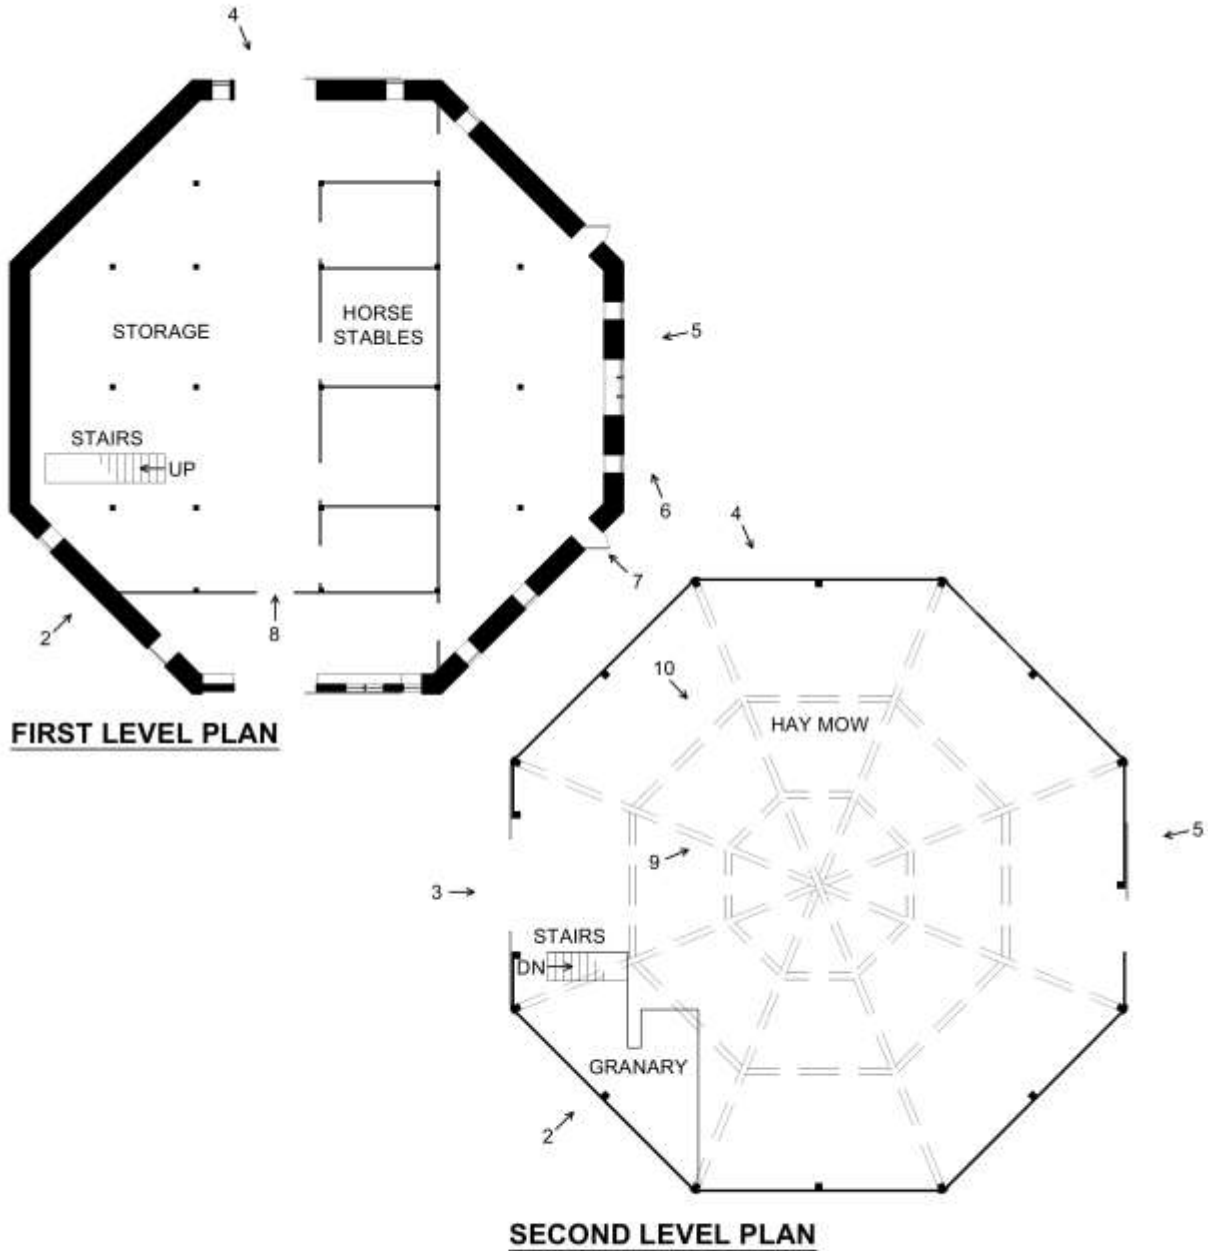 4
STORAGE
HORSE
STABLES
5
STAIRS
UP
6
7
2
8
FIRST LEVEL PLAN
4
10
HAY MOW
9
5
3
STAIRS
DN
GRANARY
2
SECOND LEVEL PLAN